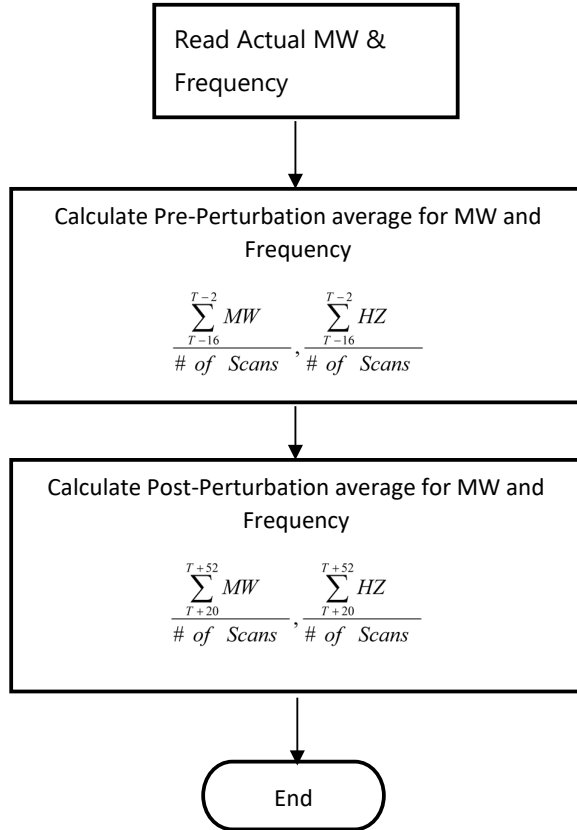 Read Actual MW &
Frequency
Calculate Pre-Perturbation average for MW and
Frequency
T−2 T−2
∑ MW ∑ HZ
T−16 T−16
# of Scans , # of Scans
Calculate Post-Perturbation average for MW and
Frequency
T+52 T+52
∑ MW ∑ HZ
T+20 T+20
# of Scans , # of Scans
End